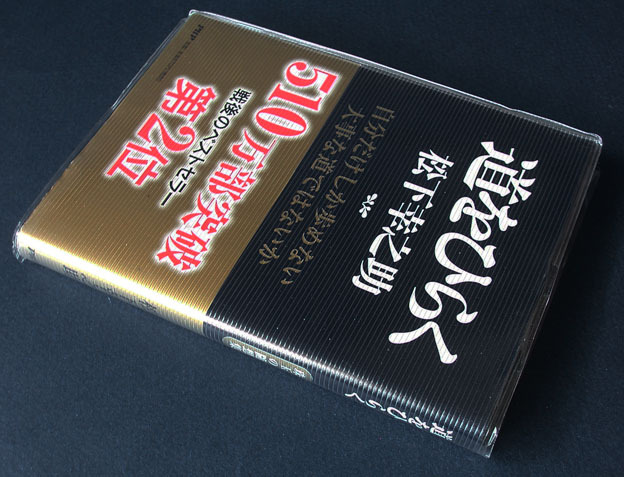 道をひらく
松下幸之助
自分だけしか歩めない
大事な道ではないか
510万部突破
戦後のベストセラー
第2位
PHP
道をひらく